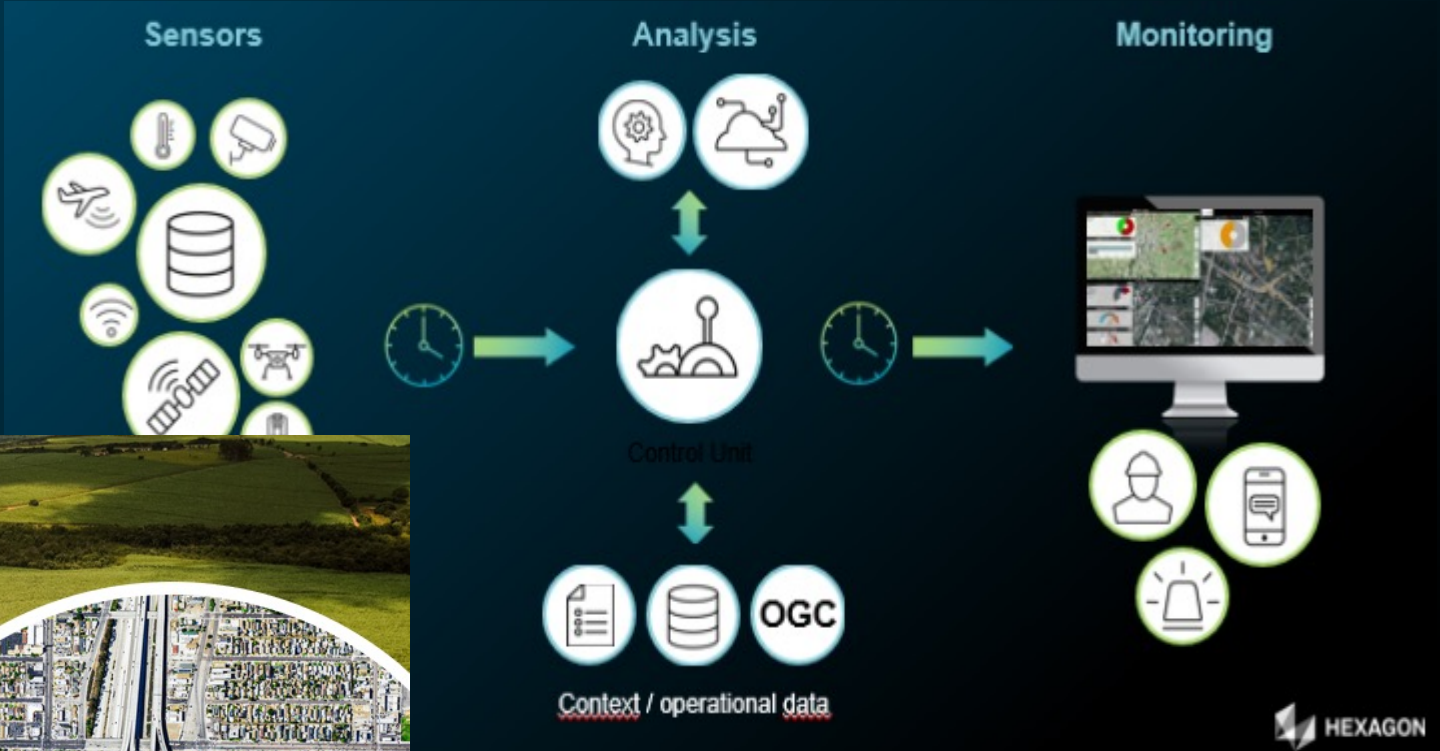 Sensors
Analysis
Monitoring
Control Unit
OGC
Context / operational data
HEXAGON